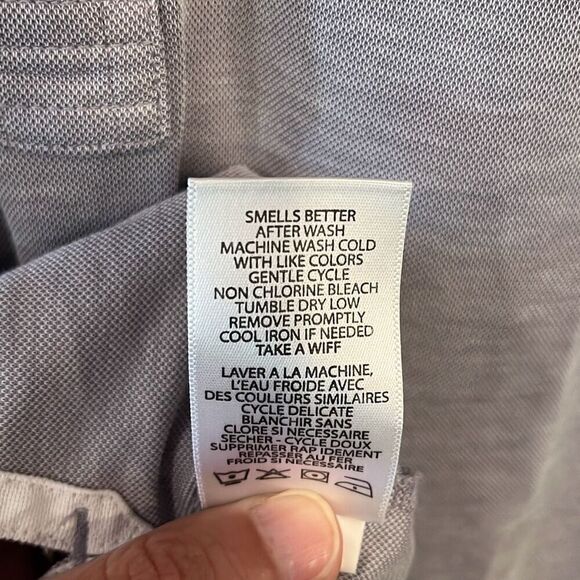 SMELLS BETTER
AFTER WASH
MACHINE WASH COLD
WITH LIKE COLORS
GENTLE CYCLE
NON CHLORINE BLEACH
TUMBLE DRY LOW
REMOVE PROMPTLY
COOL IRON IF NEEDED
TAKE A WIFF
LAVER A LA MACHINE,
L'EAU FROIDE AVEC
DES COULEURS SIMILAIRES
CYCLE DELICATE
BLANCHIR SANS
CLORE SI NECESSAIRE
SECHER - CYCLE DOUX
SUPPRIMER RAP IDEMENT
REPASSER AU FER
FROID SI NECESSAIRE